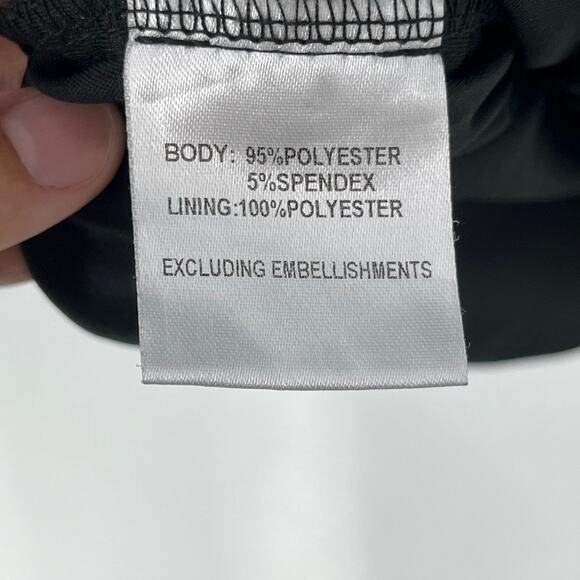 BODY: 95%POLYESTER
5%SPENDEX
LINING:100%POLYESTER
EXCLUDING EMBELLISHMENTS